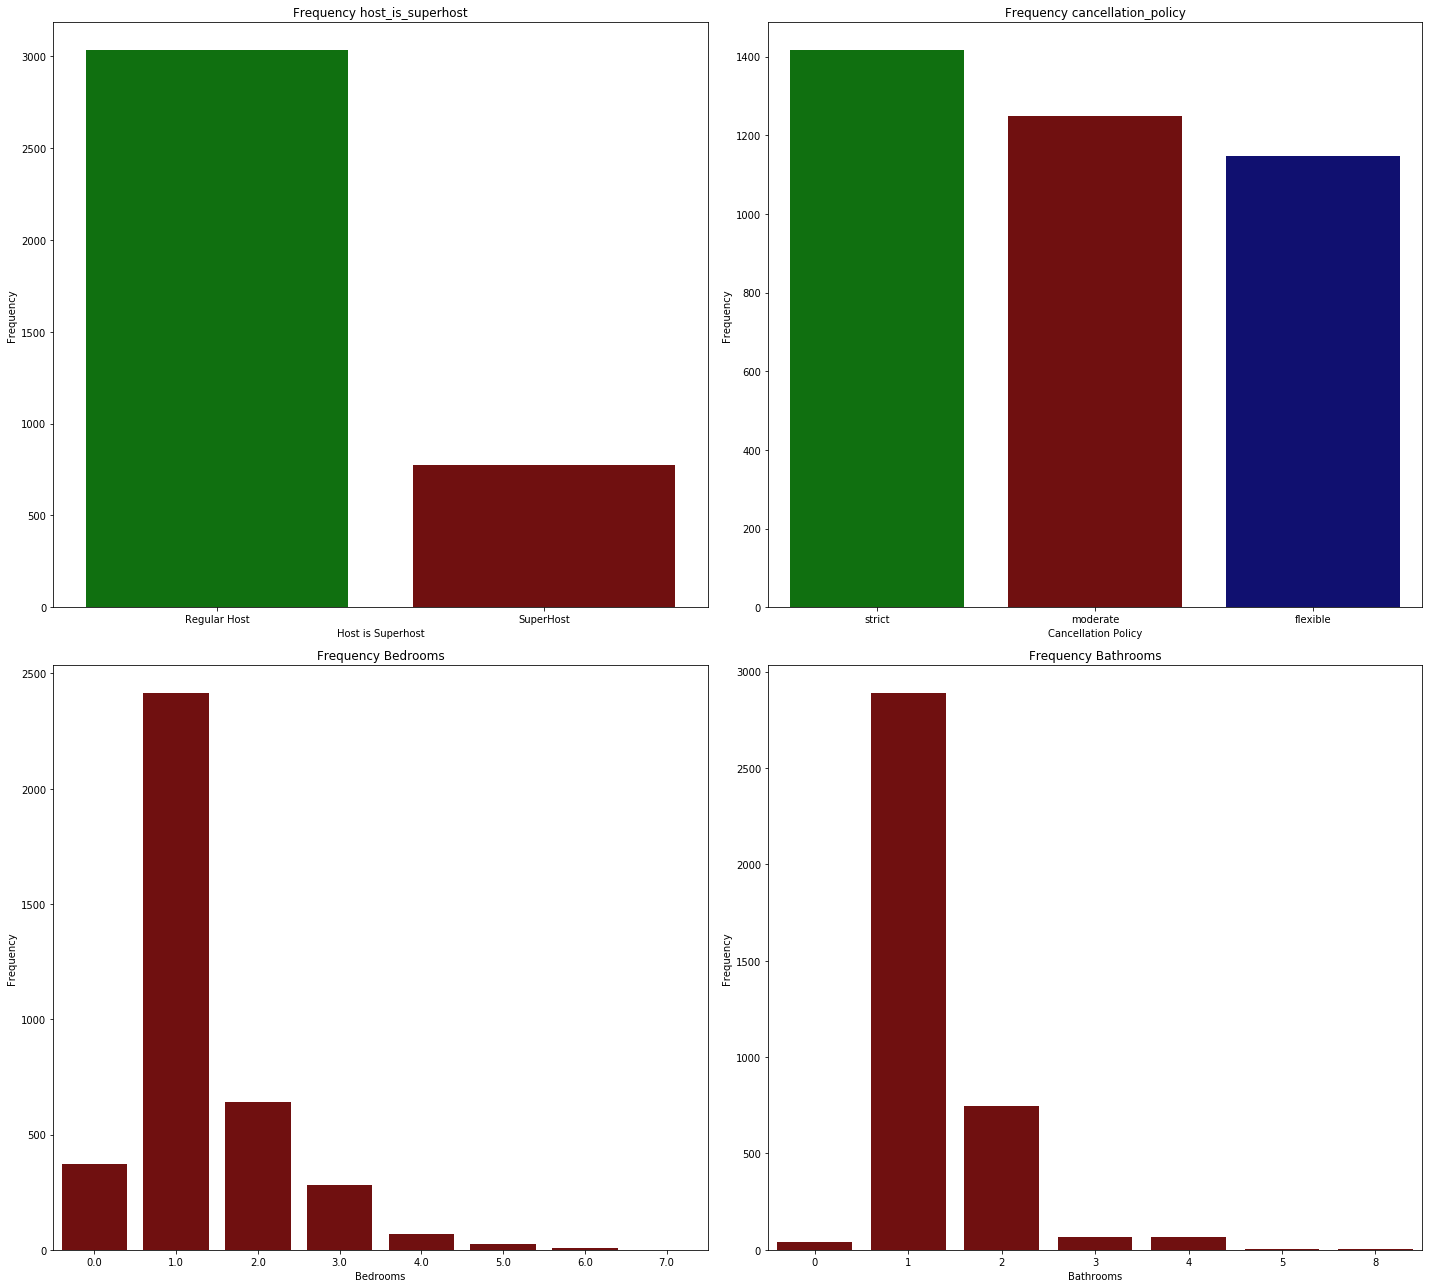 Frequency host_is_superhost
3000
2500
2000
1500
1000
500
0
Frequency
Regular Host SuperHost
Host is Superhost
Frequency cancellation_policy
1400
1200
1000
800
600
400
200
0
Frequency
strict moderate flexible
Cancellation Policy
Frequency Bedrooms
2500
2000
1500
1000
500
0
Frequency
0.0 1.0 2.0 3.0 4.0 5.0 6.0 7.0
Bedrooms
Frequency Bathrooms
3000
2500
2000
1500
1000
500
0
Frequency
0 1 2 3 4 5 8
Bathrooms